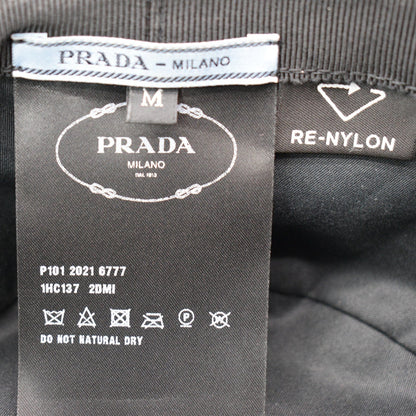 PRADA - MILANO
M
PRADA
MILANO
DAL 1913
RE-NYLON
P101 2021 6777
1HC137 2DMI
DO NOT NATURAL DRY